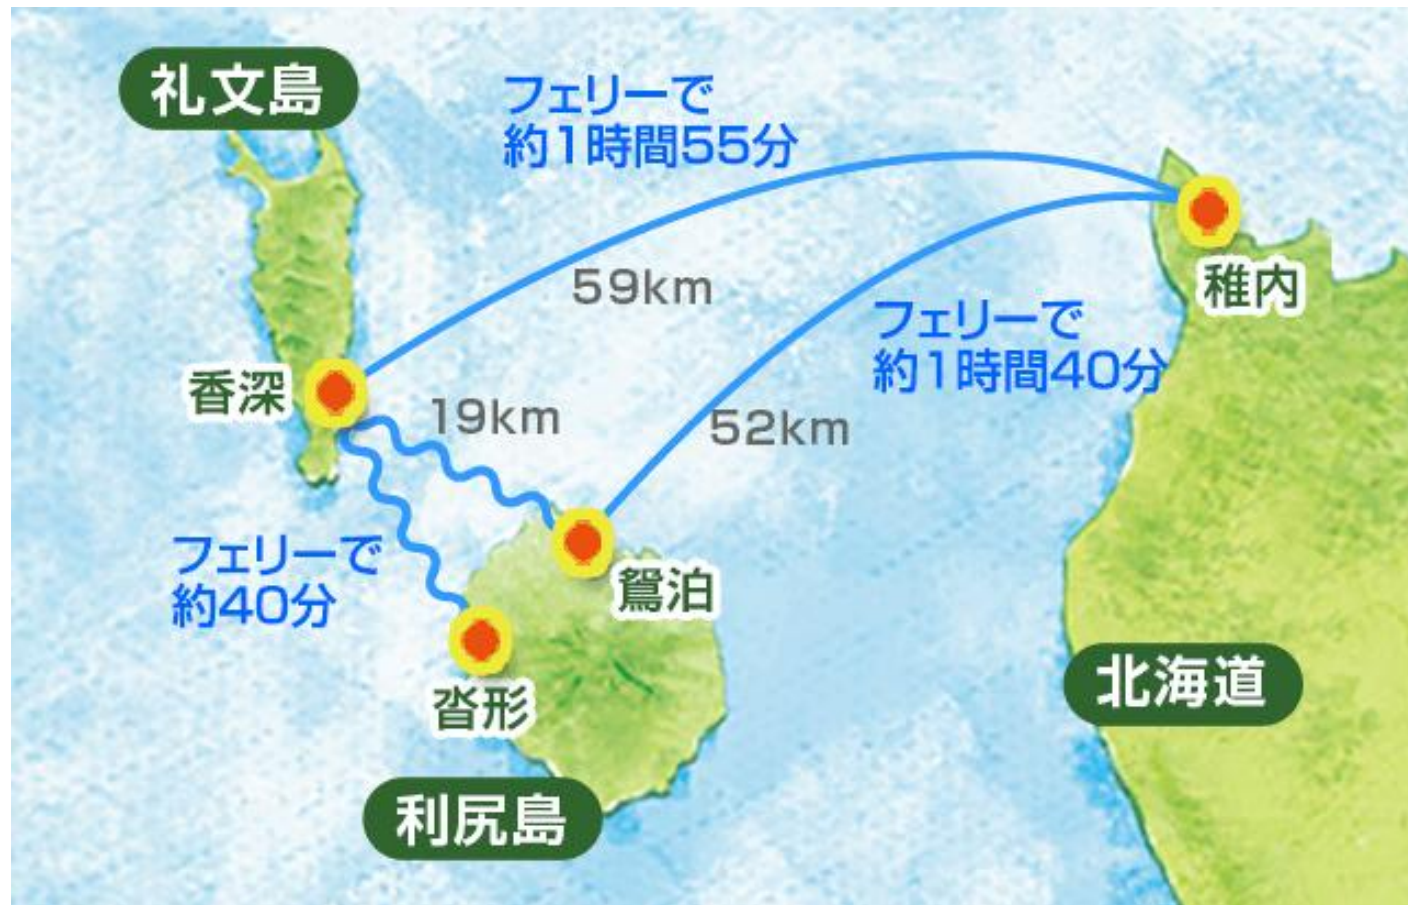 礼文島
フェリーで
約1時間55分
59km
稚内
フェリーで
約1時間40分
香深
19km
52km
フェリーで
約40分
鴛泊
沓形
北海道
利尻島